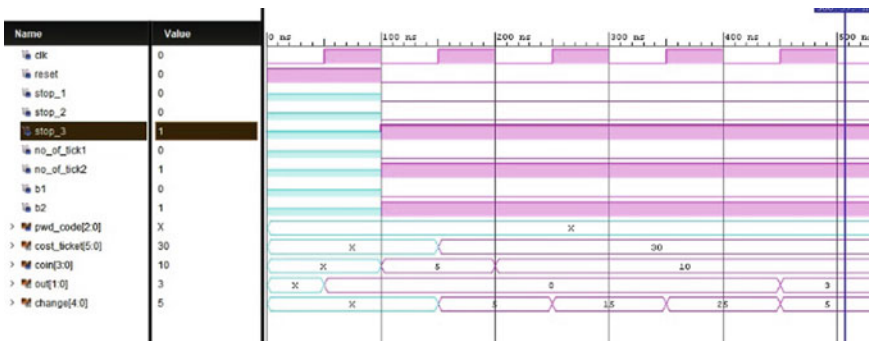 Name Value 0 ns 100 ns 200 ns 300 ns 400 ns 500 ns
clk 0
reset 0
stop_1 0
stop_2 0
stop_3 1
no_of_tick1 0
no_of_tick2 1
b1 0
b2 1
pwd_code[2:0] X X
cost_ticket[5:0] 30 X 30
coin[3:0] 10 X 5 10
out[1:0] 3 X 0 3
change[4:0] 5 X 5 15 25 5